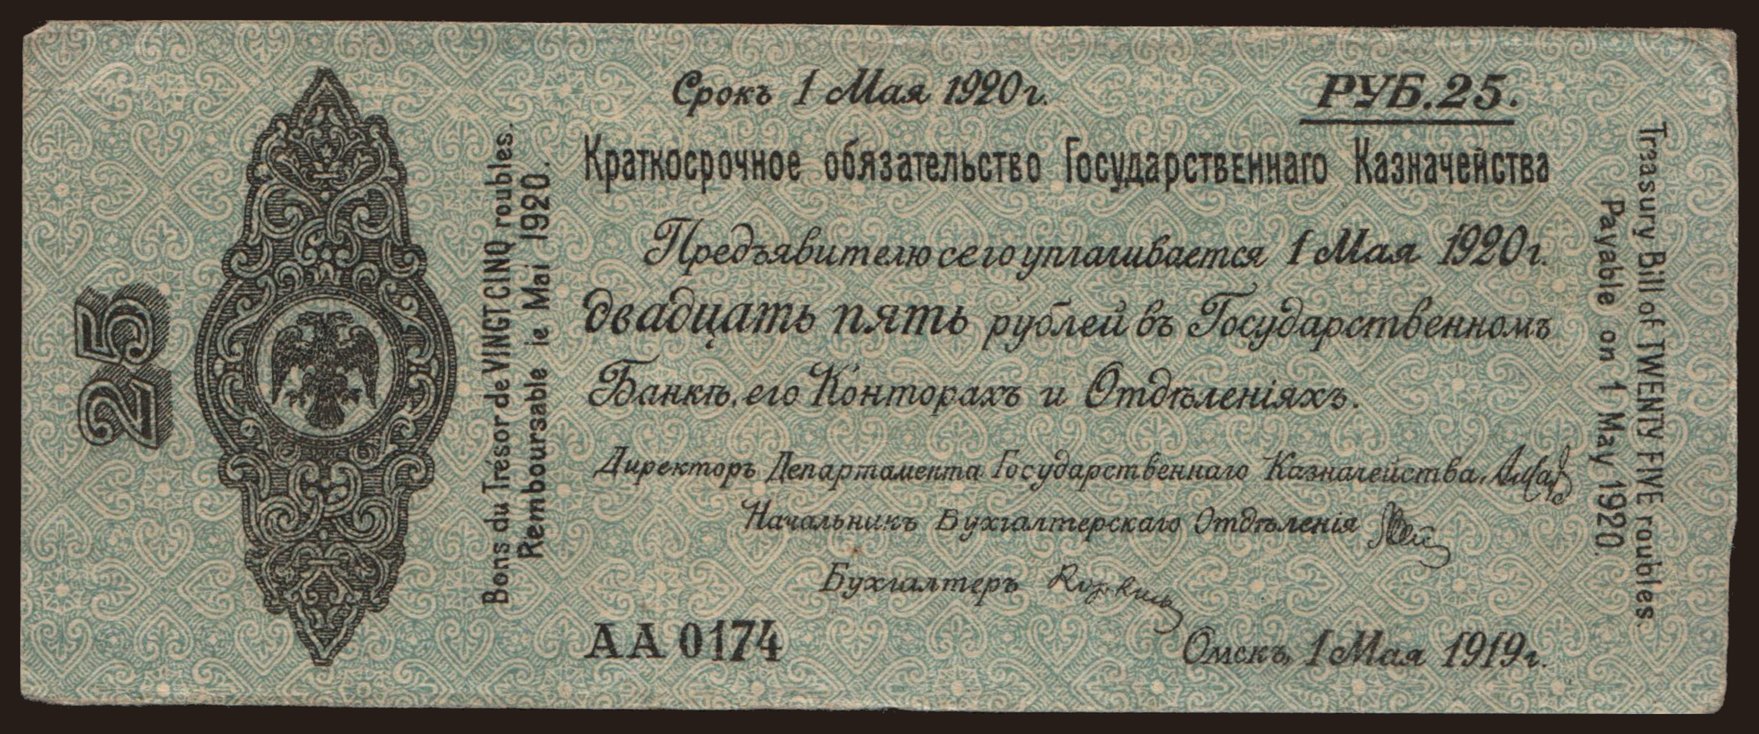 25
Bons du Trésor de VINGT CINQ roubles.
Remboursable le Mai 1920.
Срокъ 1 Мая 1920г.
РУБ.25.
Краткосрочное обязательство Государственнаго Казначейства
Предъявителю сего уплачивается 1 Мая 1920г.
двадцать пять рублей въ Государственномъ
Банкѣ, его Конторахъ и Отдѣленіяхъ.
Директоръ Департамента Государственнаго Казначейства,
Начальникъ Бухгалтерскаго Отдѣленія
Бухгалтеръ
АА 0174
Омскъ, 1 Мая 1919г.
Treasury Bill of TWENTY FIVE roubles
Payable on 1 May 1920.